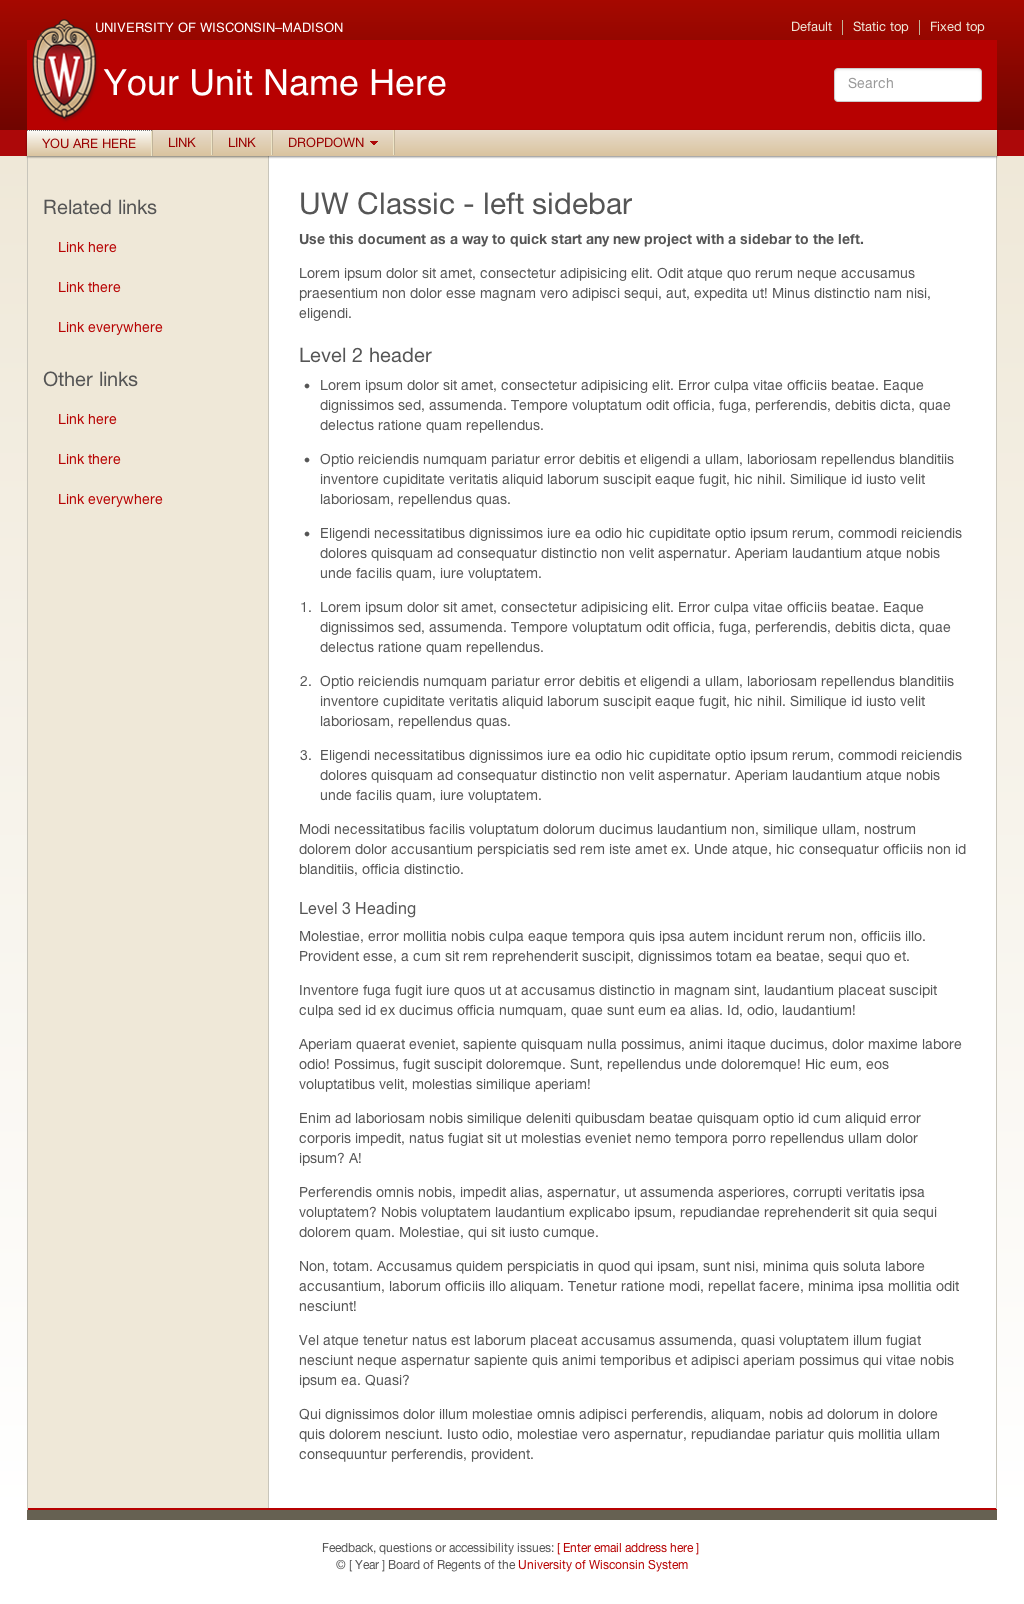 UNIVERSITY OF WISCONSIN–MADISON
Default
Static top
Fixed top
W
Your Unit Name Here
Search
YOU ARE HERE
LINK
LINK
DROPDOWN
Related links
Link here
Link there
Link everywhere
Other links
Link here
Link there
Link everywhere
UW Classic - left sidebar
Use this document as a way to quick start any new project with a sidebar to the left.
Lorem ipsum dolor sit amet, consectetur adipisicing elit. Odit atque quo rerum neque accusamus
praesentium non dolor esse magnam vero adipisci sequi, aut, expedita ut! Minus distinctio nam nisi,
eligendi.
Level 2 header
• Lorem ipsum dolor sit amet, consectetur adipisicing elit. Error culpa vitae officiis beatae. Eaque
dignissimos sed, assumenda. Tempore voluptatum odit officia, fuga, perferendis, debitis dicta, quae
delectus ratione quam repellendus.
• Optio reiciendis numquam pariatur error debitis et eligendi a ullam, laboriosam repellendus blanditiis
inventore cupiditate veritatis aliquid laborum suscipit eaque fugit, hic nihil. Similique id iusto velit
laboriosam, repellendus quas.
• Eligendi necessitatibus dignissimos iure ea odio hic cupiditate optio ipsum rerum, commodi reiciendis
dolores quisquam ad consequatur distinctio non velit aspernatur. Aperiam laudantium atque nobis
unde facilis quam, iure voluptatem.
1. Lorem ipsum dolor sit amet, consectetur adipisicing elit. Error culpa vitae officiis beatae. Eaque
dignissimos sed, assumenda. Tempore voluptatum odit officia, fuga, perferendis, debitis dicta, quae
delectus ratione quam repellendus.
2. Optio reiciendis numquam pariatur error debitis et eligendi a ullam, laboriosam repellendus blanditiis
inventore cupiditate veritatis aliquid laborum suscipit eaque fugit, hic nihil. Similique id iusto velit
laboriosam, repellendus quas.
3. Eligendi necessitatibus dignissimos iure ea odio hic cupiditate optio ipsum rerum, commodi reiciendis
dolores quisquam ad consequatur distinctio non velit aspernatur. Aperiam laudantium atque nobis
unde facilis quam, iure voluptatem.
Modi necessitatibus facilis voluptatum dolorum ducimus laudantium non, similique ullam, nostrum
dolorem dolor accusantium perspiciatis sed rem iste amet ex. Unde atque, hic consequatur officiis non id
blanditiis, officia distinctio.
Level 3 Heading
Molestiae, error mollitia nobis culpa eaque tempora quis ipsa autem incidunt rerum non, officiis illo.
Provident esse, a cum sit rem reprehenderit suscipit, dignissimos totam ea beatae, sequi quo et.
Inventore fuga fugit iure quos ut at accusamus distinctio in magnam sint, laudantium placeat suscipit
culpa sed id ex ducimus officia numquam, quae sunt eum ea alias. Id, odio, laudantium!
Aperiam quaerat eveniet, sapiente quisquam nulla possimus, animi itaque ducimus, dolor maxime labore
odio! Possimus, fugit suscipit doloremque. Sunt, repellendus unde doloremque! Hic eum, eos
voluptatibus velit, molestias similique aperiam!
Enim ad laboriosam nobis similique deleniti quibusdam beatae quisquam optio id cum aliquid error
corporis impedit, natus fugiat sit ut molestias eveniet nemo tempora porro repellendus ullam dolor
ipsum? A!
Perferendis omnis nobis, impedit alias, aspernatur, ut assumenda asperiores, corrupti veritatis ipsa
voluptatem? Nobis voluptatem laudantium explicabo ipsum, repudiandae reprehenderit sit quia sequi
dolorem quam. Molestiae, qui sit iusto cumque.
Non, totam. Accusamus quidem perspiciatis in quod qui ipsam, sunt nisi, minima quis soluta labore
accusantium, laborum officiis illo aliquam. Tenetur ratione modi, repellat facere, minima ipsa mollitia odit
nesciunt!
Vel atque tenetur natus est laborum placeat accusamus assumenda, quasi voluptatem illum fugiat
nesciunt neque aspernatur sapiente quis animi temporibus et adipisci aperiam possimus qui vitae nobis
ipsum ea. Quasi?
Qui dignissimos dolor illum molestiae omnis adipisci perferendis, aliquam, nobis ad dolorum in dolore
quis dolorem nesciunt. Iusto odio, molestiae vero aspernatur, repudiandae pariatur quis mollitia ullam
consequuntur perferendis, provident.
Feedback, questions or accessibility issues: [ Enter email address here ]
© [ Year ] Board of Regents of the University of Wisconsin System